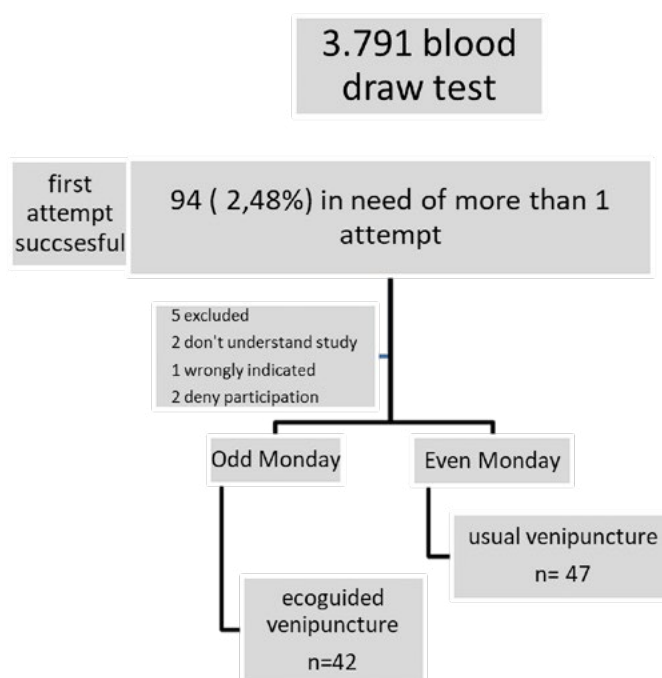 3.791 blood
draw test
first
attempt
succsesful
94 ( 2,48%) in need of more than 1
attempt
5 excluded
2 don't understand study
1 wrongly indicated
2 deny participation
Odd Monday
Even Monday
usual venipuncture
n= 47
ecoguided
venipuncture
n=42